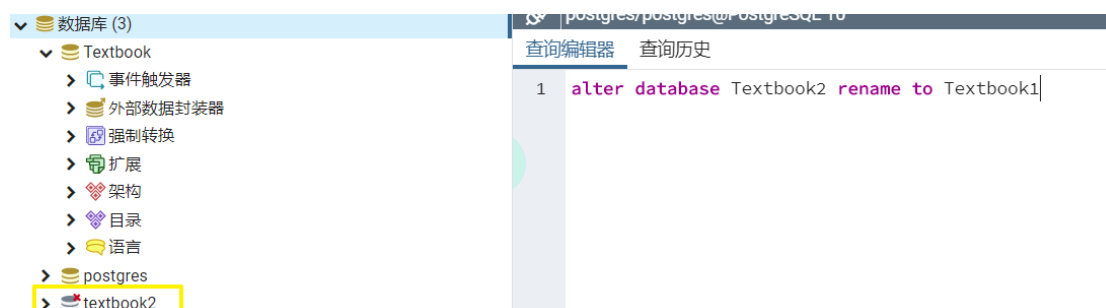 数据库 (3)
Textbook
事件触发器
外部数据封装器
强制转换
扩展
架构
目录
语言
postgres
textbook2
postgres/postgres@PostgreSQL 10
查询编辑器 查询历史
1 alter database Textbook2 rename to Textbook1